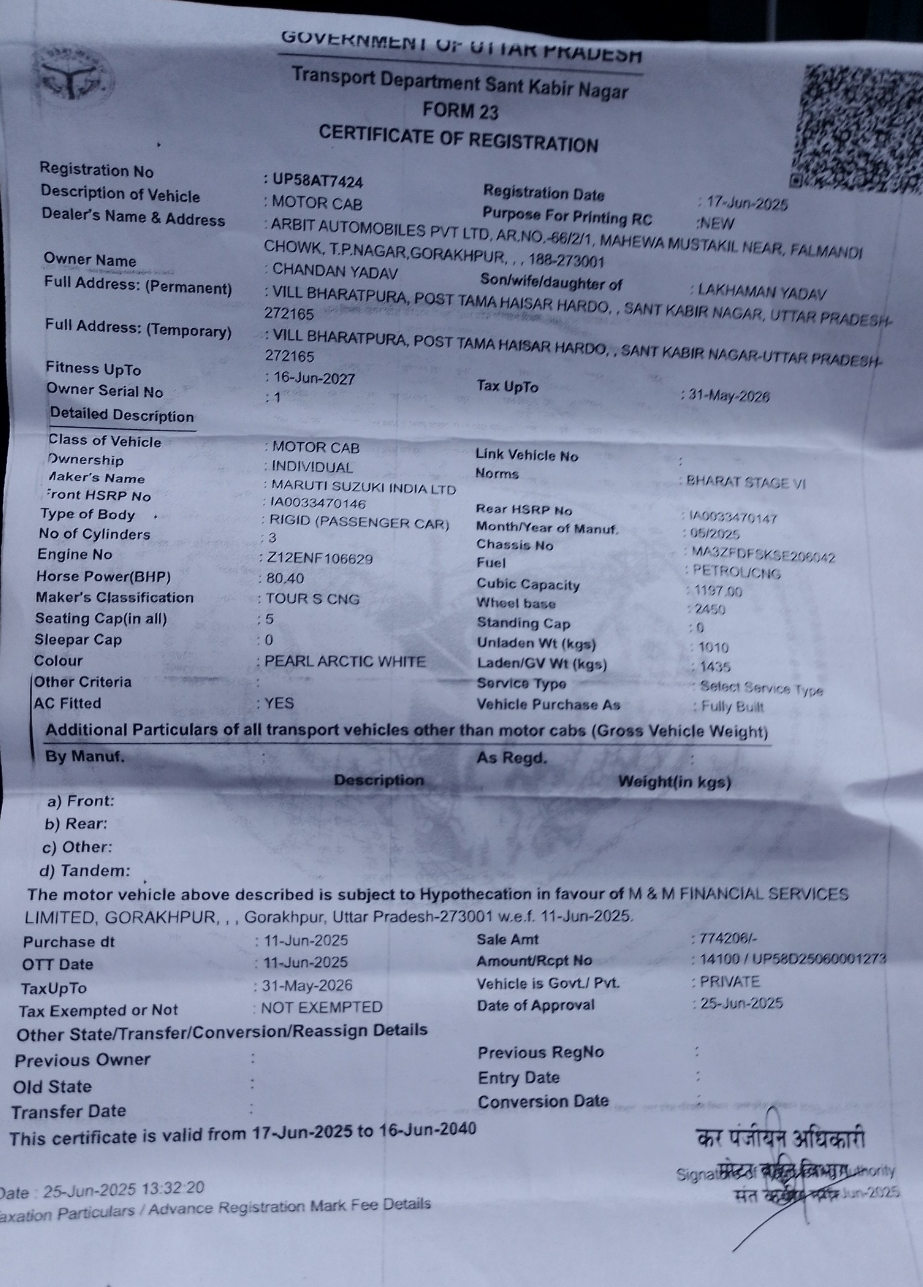 GOVERNMENT OF UTTAR PRADESH
Transport Department Sant Kabir Nagar
FORM 23
CERTIFICATE OF REGISTRATION
Registration No : UP58AT7424 Registration Date : 17-Jun-2025
Description of Vehicle : MOTOR CAB Purpose For Printing RC :NEW
Dealer's Name & Address : ARBIT AUTOMOBILES PVT LTD, AR.NO.-66/2/1, MAHEWA MUSTAKIL NEAR, FALMANDI
CHOWK, T.P.NAGAR,GORAKHPUR, , , 188-273001
Owner Name : CHANDAN YADAV Son/wife/daughter of : LAKHAMAN YADAV
Full Address: (Permanent) : VILL BHARATPURA, POST TAMA HAISAR HARDO, , SANT KABIR NAGAR, UTTAR PRADESH-
272165
Full Address: (Temporary) : VILL BHARATPURA, POST TAMA HAISAR HARDO, , SANT KABIR NAGAR-UTTAR PRADESH-
272165
Fitness UpTo : 16-Jun-2027 Tax UpTo : 31-May-2026
Owner Serial No : 1
Detailed Description
Class of Vehicle : MOTOR CAB Link Vehicle No :
Ownership : INDIVIDUAL Norms : BHARAT STAGE VI
Maker's Name : MARUTI SUZUKI INDIA LTD
Front HSRP No : IA0033470146 Rear HSRP No : IA0033470147
Type of Body : RIGID (PASSENGER CAR) Month/Year of Manuf. : 05/2025
No of Cylinders : 3 Chassis No : MA3ZFDFSKSE206042
Engine No : Z12ENF106629 Fuel : PETROL/CNG
Horse Power(BHP) : 80.40 Cubic Capacity : 1197.00
Maker's Classification : TOUR S CNG Wheel base : 2450
Seating Cap(in all) : 5 Standing Cap : 0
Sleepar Cap : 0 Unladen Wt (kgs) : 1010
Colour : PEARL ARCTIC WHITE Laden/GV Wt (kgs) : 1435
Other Criteria : Service Type : Select Service Type
AC Fitted : YES Vehicle Purchase As : Fully Built
Additional Particulars of all transport vehicles other than motor cabs (Gross Vehicle Weight)
By Manuf. : As Regd. :
Description Weight(in kgs)
a) Front:
b) Rear:
c) Other:
d) Tandem:
The motor vehicle above described is subject to Hypothecation in favour of M & M FINANCIAL SERVICES
LIMITED, GORAKHPUR, , , Gorakhpur, Uttar Pradesh-273001 w.e.f. 11-Jun-2025.
Purchase dt : 11-Jun-2025 Sale Amt : 774206/-
OTT Date : 11-Jun-2025 Amount/Rcpt No : 14100 / UP58D25060001273
TaxUpTo : 31-May-2026 Vehicle is Govt./ Pvt. : PRIVATE
Tax Exempted or Not : NOT EXEMPTED Date of Approval : 25-Jun-2025
Other State/Transfer/Conversion/Reassign Details
Previous Owner : Previous RegNo :
Old State : Entry Date :
Transfer Date : Conversion Date :
This certificate is valid from 17-Jun-2025 to 16-Jun-2040
कर पंजीयन अधिकारी
Date : 25-Jun-2025 13:32:20
Taxation Particulars / Advance Registration Mark Fee Details